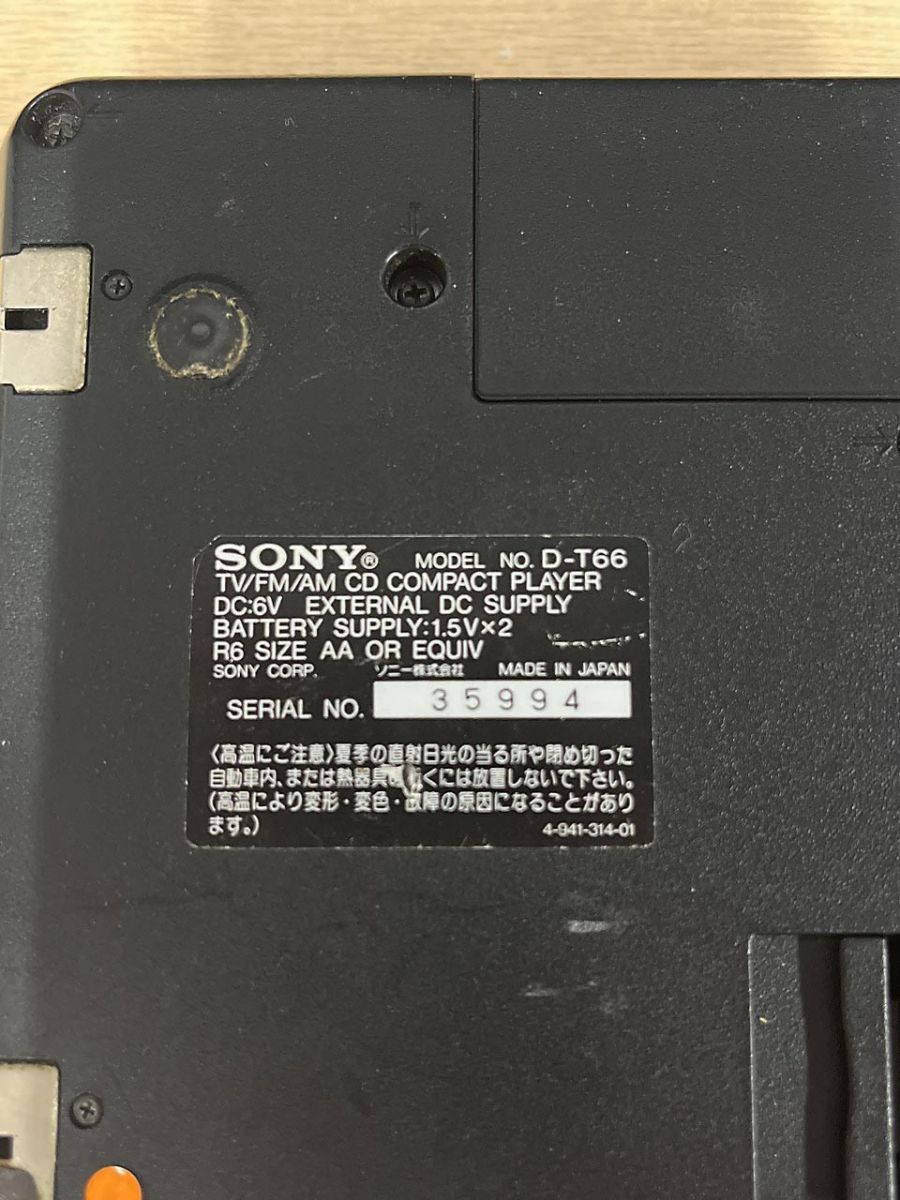 SONY® MODEL NO. D-T66
TV/FM/AM CD COMPACT PLAYER
DC:6V EXTERNAL DC SUPPLY
BATTERY SUPPLY:1.5V×2
R6 SIZE AA OR EQUIV
SONY CORP. ソニー株式会社 MADE IN JAPAN
SERIAL NO. 35994
〈高温にご注意〉夏季の直射日光の当る所や閉め切った
自動車内、または熱器具 くには放置しないで下さい。
(高温により変形・変色・故障の原因になることがあり
ます。)
4-941-314-01